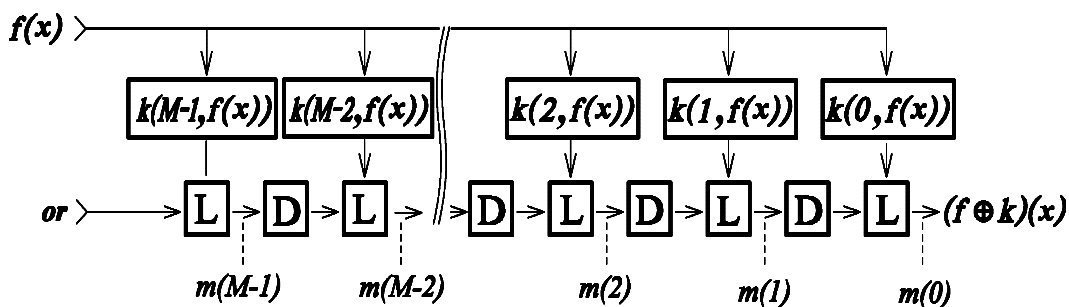 f(x)
k(M-1,f(x)) k(M-2,f(x)) k(2,f(x)) k(1,f(x)) k(0,f(x))
or L D L D L D L D L (f ⊕ k)(x)
m(M-1) m(M-2) m(2) m(1) m(0)